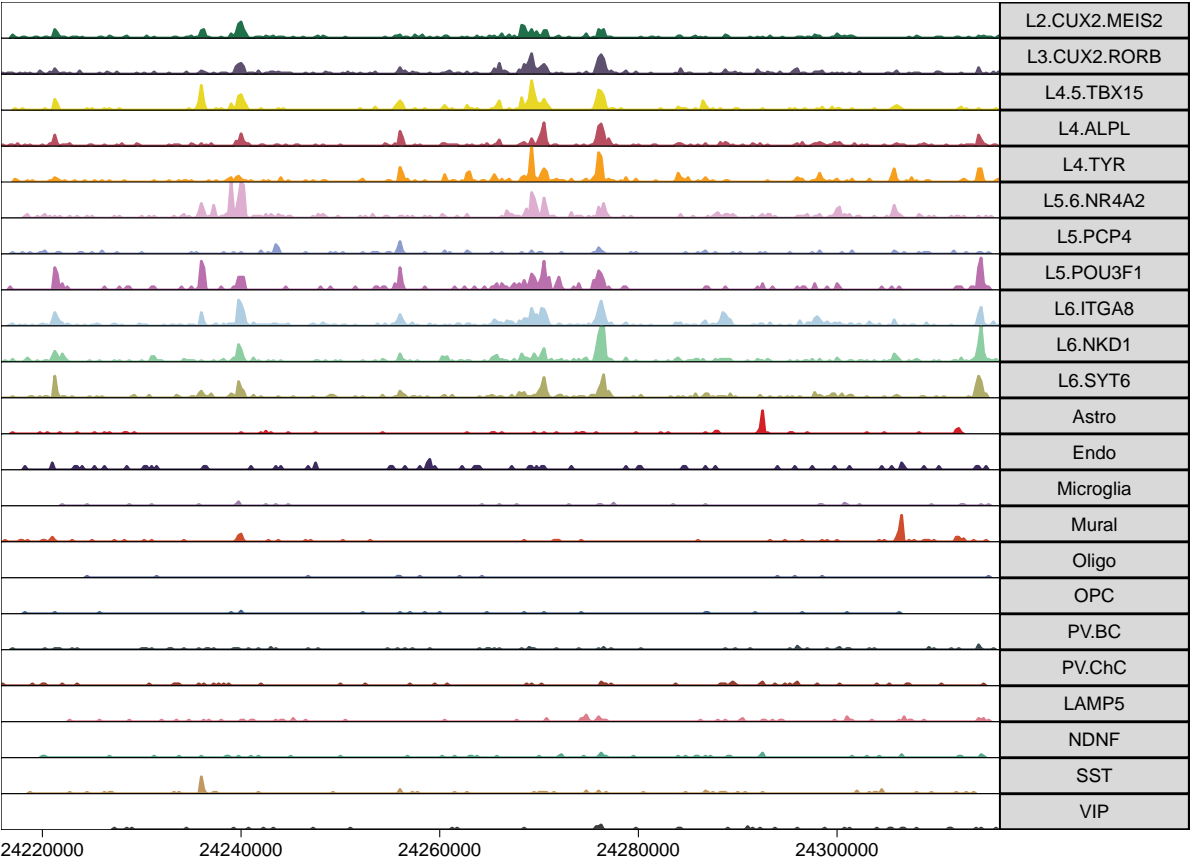 L2.CUX2.MEIS2
L3.CUX2.RORB
L4.5.TBX15
L4.ALPL
L4.TYR
L5.6.NR4A2
L5.PCP4
L5.POU3F1
L6.ITGA8
L6.NKD1
L6.SYT6
Astro
Endo
Microglia
Mural
Oligo
OPC
PV.BC
PV.ChC
LAMP5
NDNF
SST
VIP
24220000 24240000 24260000 24280000 24300000